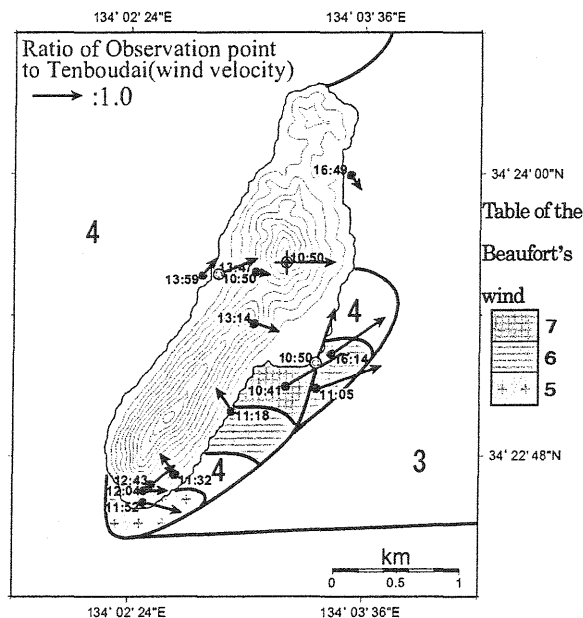 134° 02' 24"E
134° 03' 36"E
Ratio of Observation point
to Tenboudai(wind velocity)
:1.0
16:49
34° 24' 00"N
4
Table of the
Beaufort's
wind
13:47
10:50
10:50
13:59
7
6
5
13:14
4
10:50
16:14
10:41
11:05
11:18
4
3
34° 22' 48"N
12:43
11:32
12:04
11:52
km
0 0.5 1
134° 02' 24"E
134° 03' 36"E